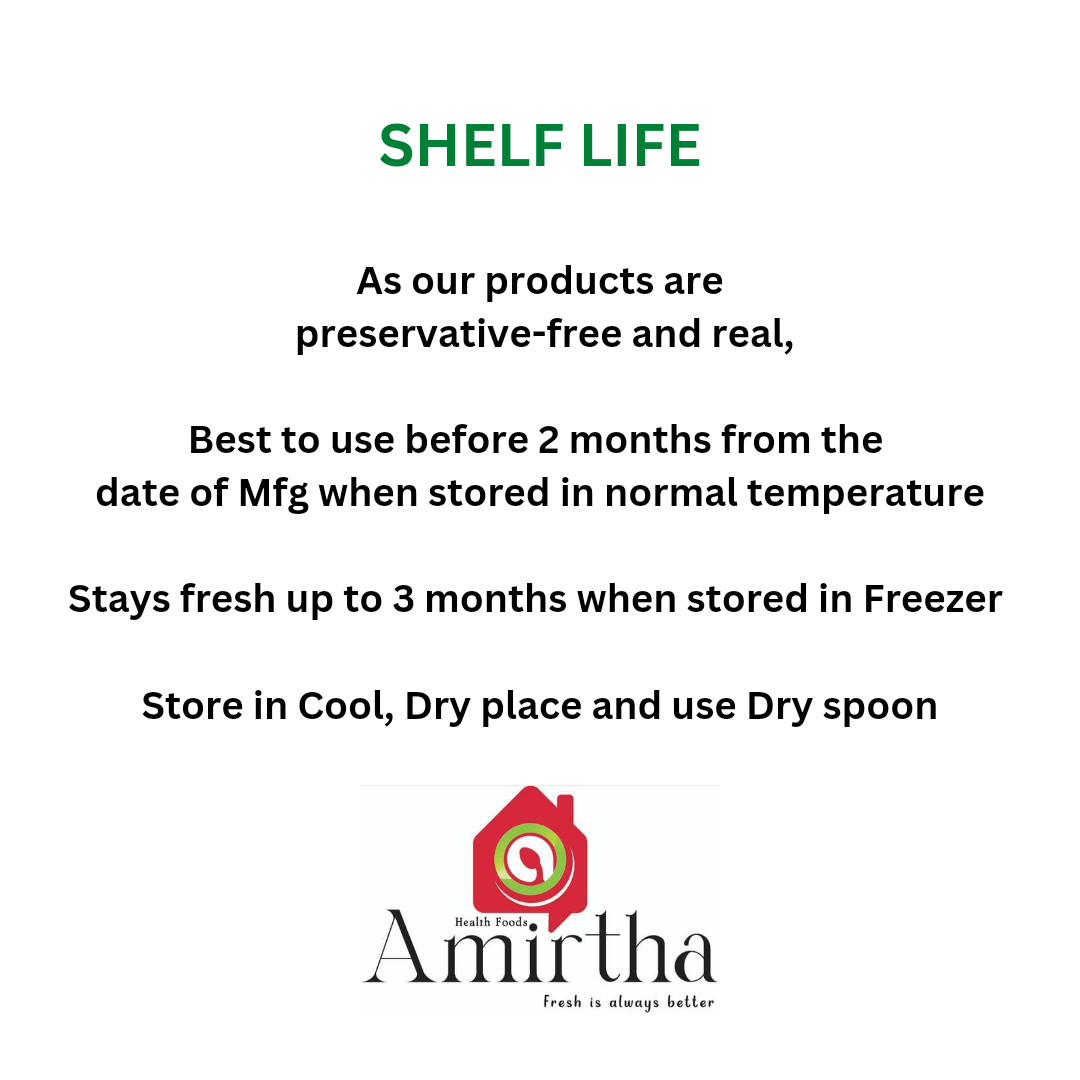 SHELF LIFE
As our products are
preservative-free and real,
Best to use before 2 months from the
date of Mfg when stored in normal temperature
Stays fresh up to 3 months when stored in Freezer
Store in Cool, Dry place and use Dry spoon
Health Foods
Amirtha
Fresh is always better